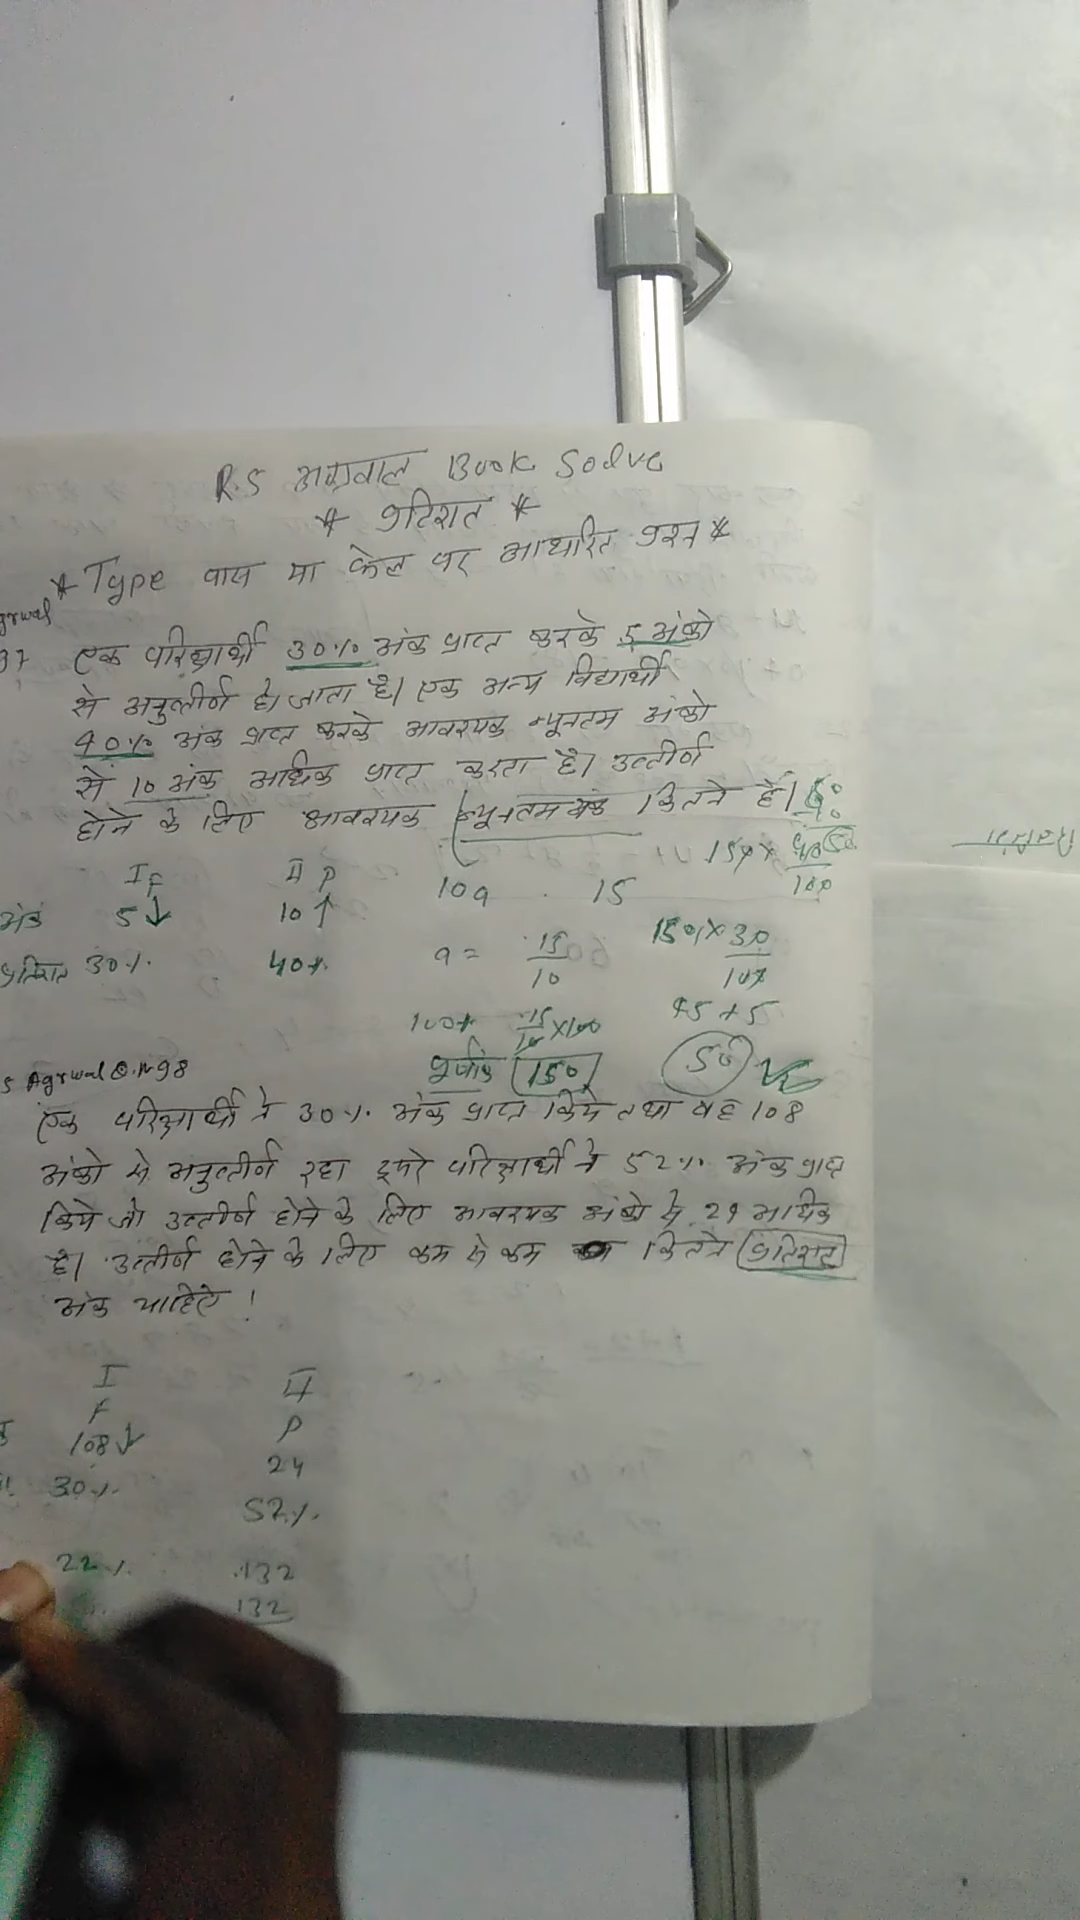 R.S अग्रवाल Book Solve
* प्रतिशत *
* Type पास या फेल पर आधारित प्रश्न *
37 एक परिक्षार्थी 30% अंक प्राप्त करके 5 अंको
से अनुत्तीर्ण हो जाता है। एक अन्य विद्यार्थी
40% अंक प्राप्त करके आवश्यक न्यूनतम अंको
से 10 अंक अधिक प्राप्त करता है। उत्तीर्ण
होने के लिए आवश्यक न्यूनतम अंक कितने है।
I F II P
अंक 5↓ 10↑
प्रतिशत 30% 40%
10a 15
a = 15/10
100% 15/10 × 100
पूर्णांक 150
150 × 30/100
45 + 5
50
S Agrwal Q.N 98
एक परिक्षार्थी ने 30% अंक प्राप्त किये तथा वह 108
अंको से अनुत्तीर्ण रहा दूसरे परिक्षार्थी ने 52% अंक प्राप्त
किये जो उत्तीर्ण होने के लिए आवश्यक अंको से 24 अधिक
है। उत्तीर्ण होने के लिए कम से कम कितने प्रतिशत
अंक चाहिऐ !
I II
F P
108↓ 24
30% 52%
22% 132
132